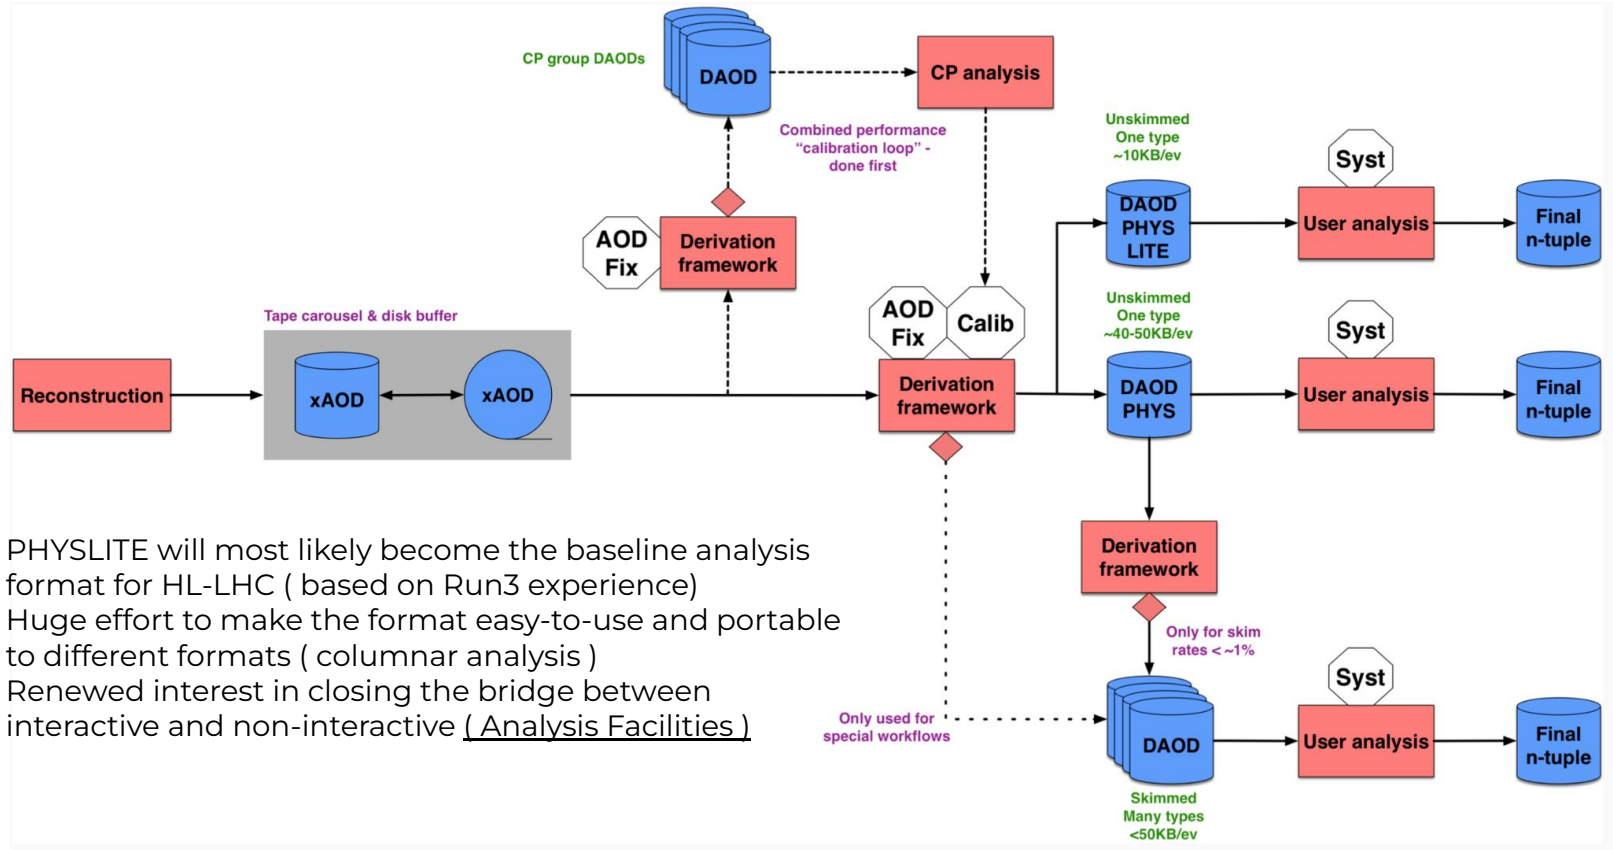 CP group DAODs
DAOD
CP analysis
Combined performance
“calibration loop” -
done first
Unskimmed
One type
~10KB/ev
Syst
DAOD
PHYS
LITE
User analysis
Final
n-tuple
AOD
Fix
Derivation
framework
Tape carousel & disk buffer
Reconstruction
xAOD
xAOD
AOD
Fix
Calib
Derivation
framework
Unskimmed
One type
~40-50KB/ev
Syst
DAOD
PHYS
User analysis
Final
n-tuple
Derivation
framework
Only for skim
rates < ~1%
PHYSLITE will most likely become the baseline analysis
format for HL-LHC ( based on Run3 experience)
Huge effort to make the format easy-to-use and portable
to different formats ( columnar analysis )
Renewed interest in closing the bridge between
interactive and non-interactive ( Analysis Facilities )
Only used for
special workflows
DAOD
Syst
User analysis
Final
n-tuple
Skimmed
Many types
<50KB/ev